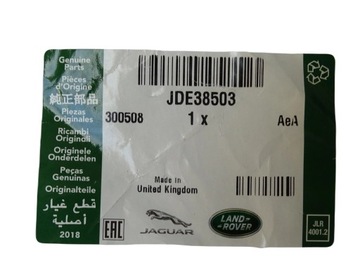 Genuine
Parts
Pièces
d'Origine
純正部品
Piezas
Originales
Ricambi
Originali
Originele
Onderdelen
Peças
Genuínas
Originalteile
قطع غيار
أصلية
2018
JDE38503
300508
1 x
AeA
Made in
United Kingdom
EAC
JAGUAR
LAND-
ROVER
JLR
4001.2